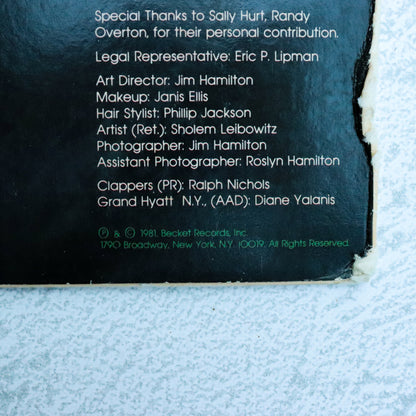 Special Thanks to Sally Hurt, Randy
Overton, for their personal contribution.
Legal Representative: Eric P. Lipman
Art Director: Jim Hamilton
Makeup: Janis Ellis
Hair Stylist: Phillip Jackson
Artist (Ret.): Sholem Leibowitz
Photographer: Jim Hamilton
Assistant Photographer: Roslyn Hamilton
Clappers (PR): Ralph Nichols
Grand Hyatt N.Y., (AAD): Diane Yalanis
Ⓟ & © 1981, Becket Records, Inc.
1790 Broadway, New York, N.Y. 10019. All Rights Reserved.